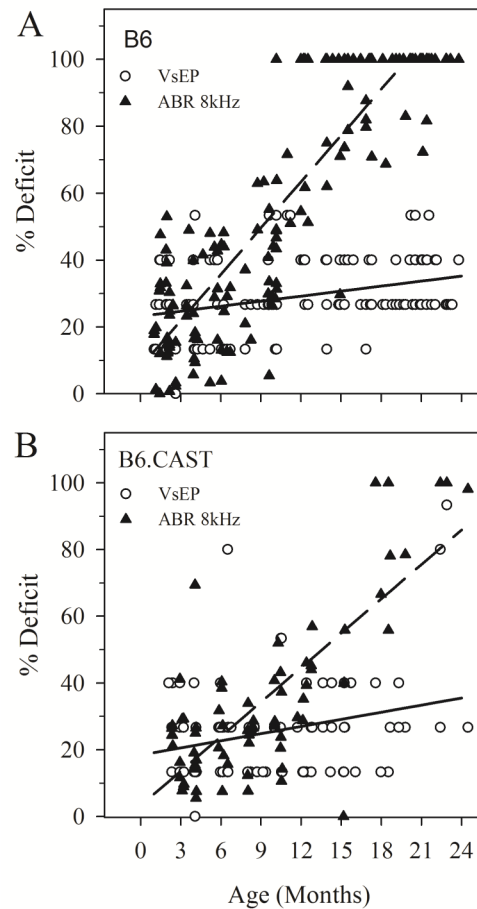 A
B6
VsEP
ABR 8kHz
100
80
60
40
20
0
% Deficit
B
B6.CAST
VsEP
ABR 8kHz
100
80
60
40
20
0
% Deficit
0 3 6 9 12 15 18 21 24
Age (Months)